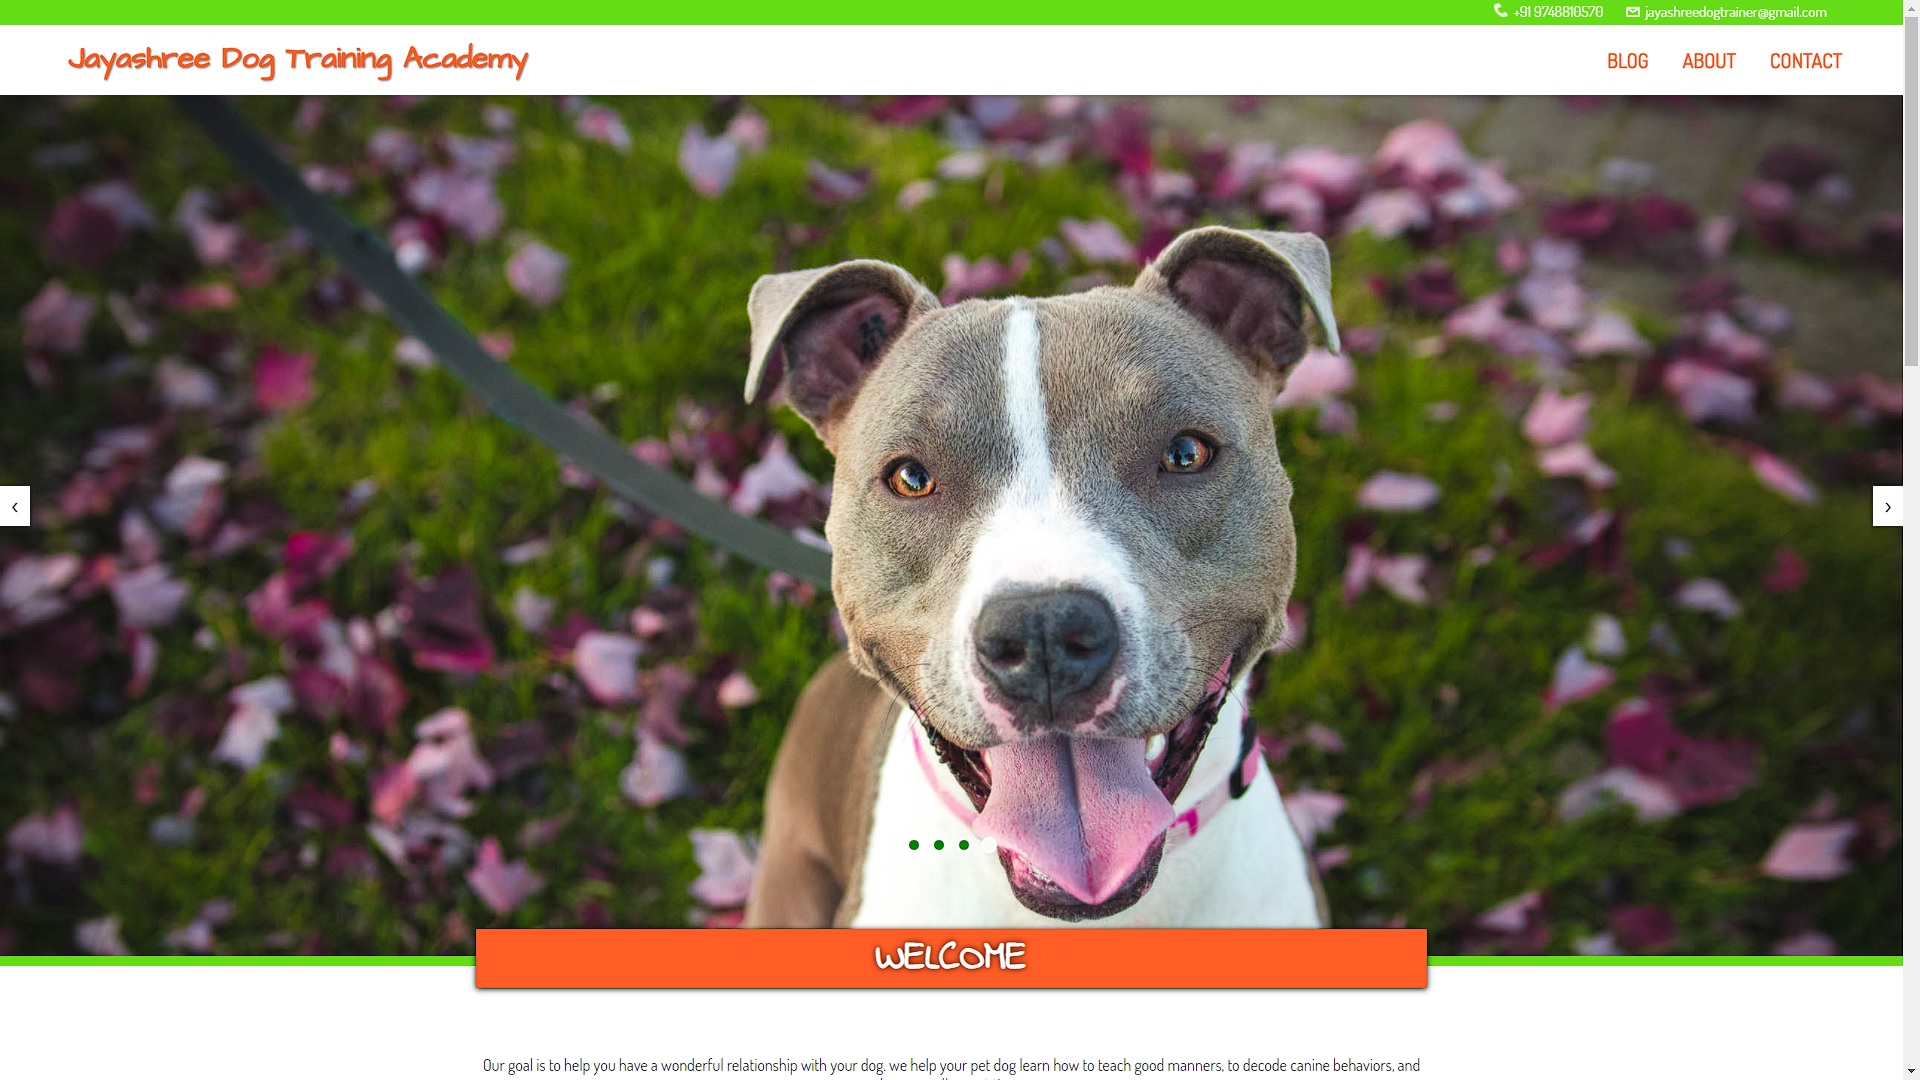 +91 9748810570 jayashreedogtrainer@gmail.com
Jayashree Dog Training Academy
BLOG ABOUT CONTACT
‹ ›
WELCOME
Our goal is to help you have a wonderful relationship with your dog. we help your pet dog learn how to teach good manners, to decode canine behaviors, and